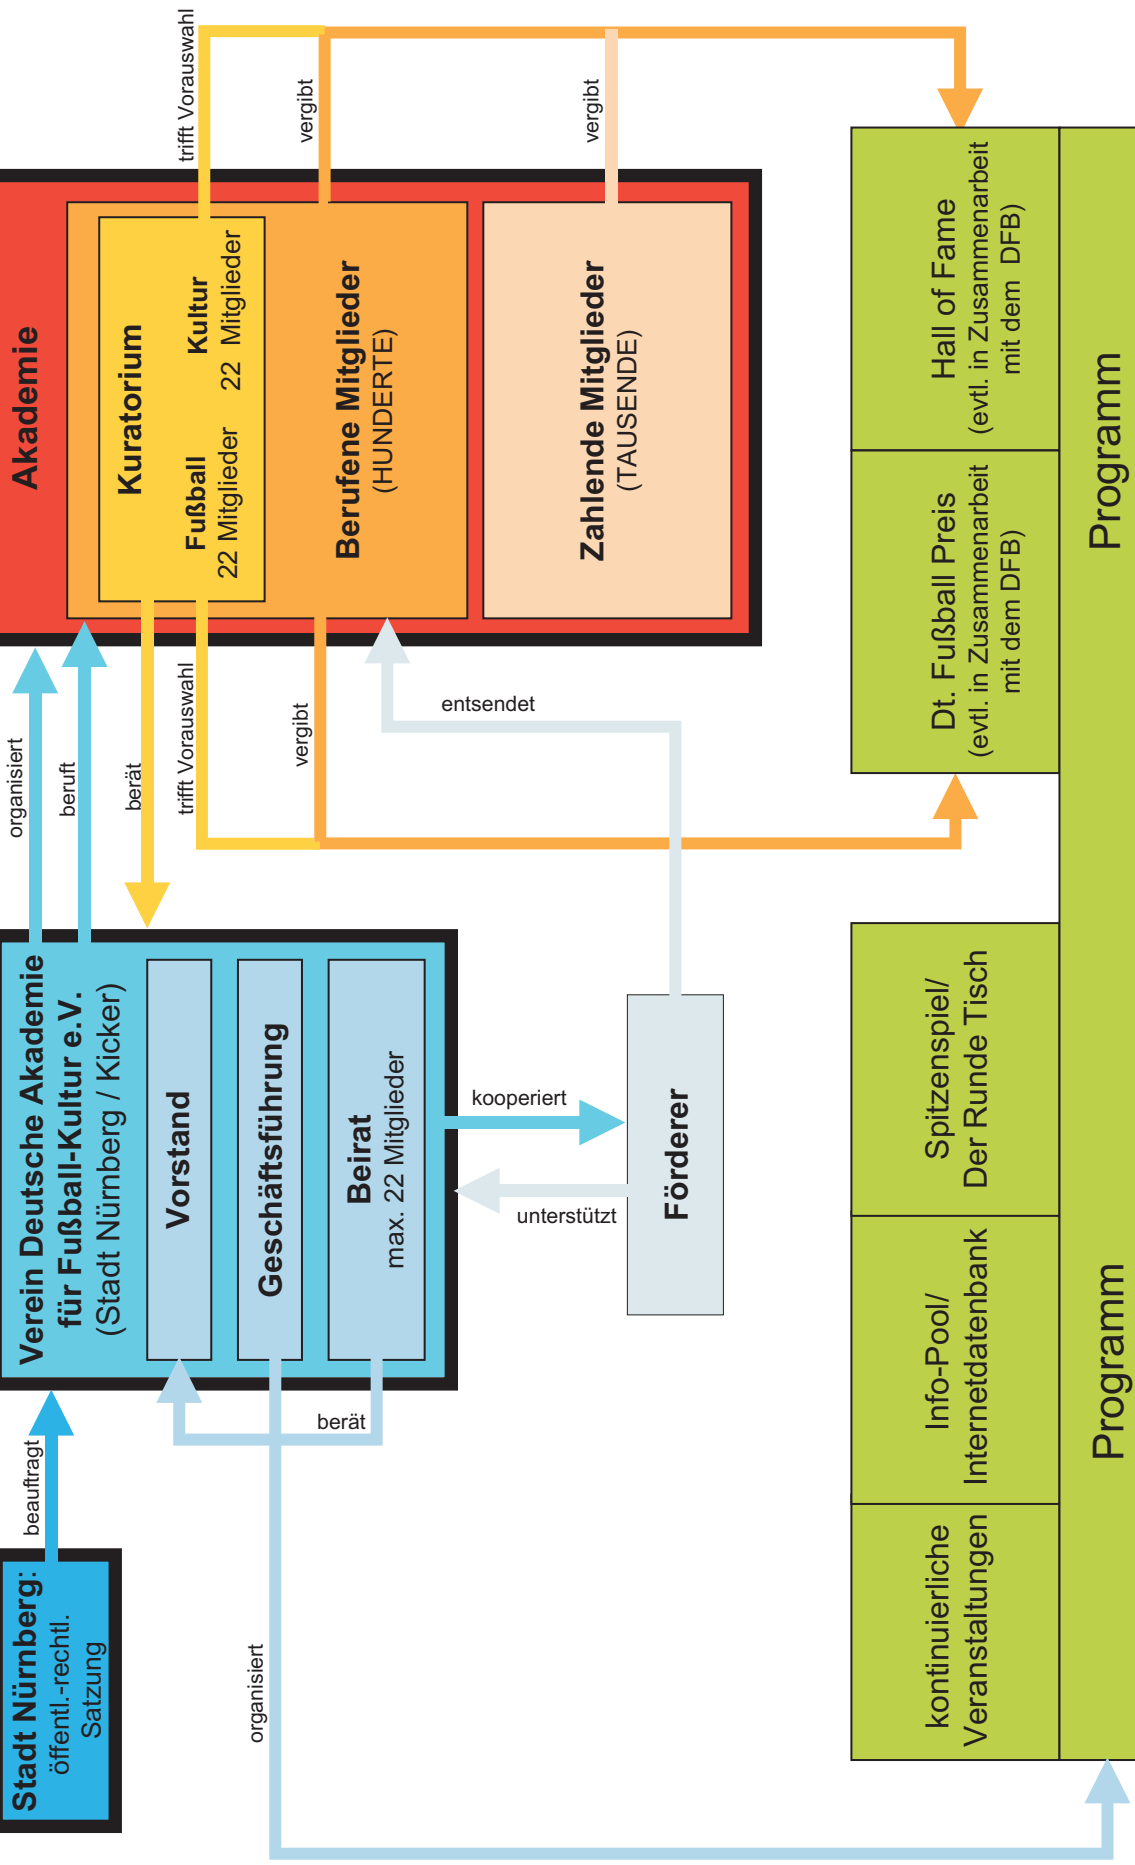 Stadt Nürnberg:
öffentl.-rechtl.
Satzung
beauftragt
Verein Deutsche Akademie
für Fußball-Kultur e.V.
(Stadt Nürnberg / Kicker)
Vorstand
Geschäftsführung
Beirat
max. 22 Mitglieder
berät
organisiert
organisiert
beruft
berät
trifft Vorauswahl
vergibt
Akademie
Kuratorium
Fußball
22 Mitglieder
Kultur
22 Mitglieder
Berufene Mitglieder
(HUNDERTE)
Zahlende Mitglieder
(TAUSENDE)
trifft Vorauswahl
vergibt
vergibt
kooperiert
unterstützt
Förderer
entsendet
kontinuierliche
Veranstaltungen
Info-Pool/
Internetdatenbank
Spitzenspiel/
Der Runde Tisch
Dt. Fußball Preis
(evtl. in Zusammenarbeit
mit dem DFB)
Hall of Fame
(evtl. in Zusammenarbeit
mit dem DFB)
Programm
Programm